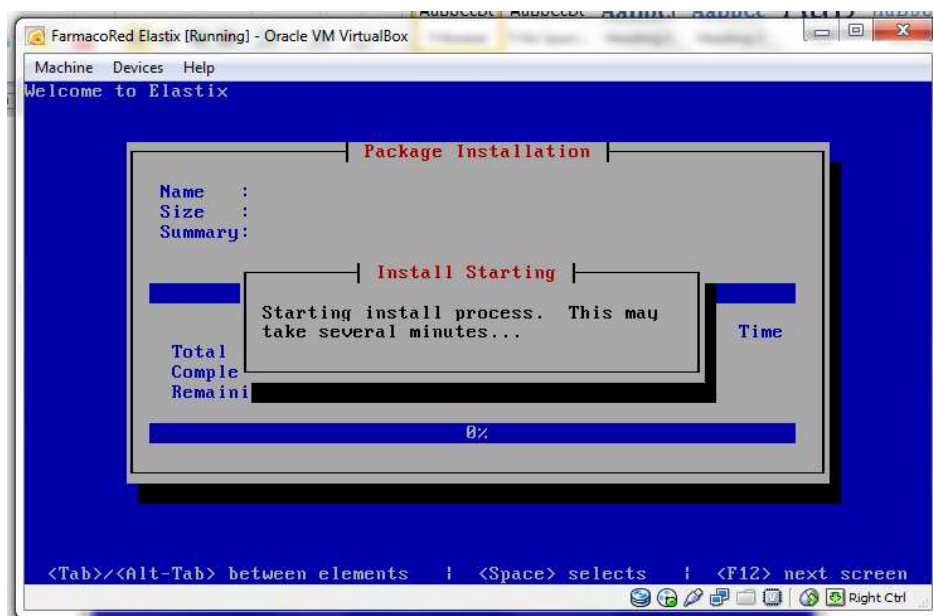 AaBbCcDc AaBbCcDc
FarmacoRed Elastix [Running] - Oracle VM VirtualBox
Machine Devices Help
Welcome to Elastix
Package Installation
Name :
Size :
Summary:
Install Starting
Starting install process. This may
take several minutes...
Time
Total
Comple
Remaini
0%
<Tab>/<Alt-Tab> between elements | <Space> selects | <F12> next screen
Right Ctrl